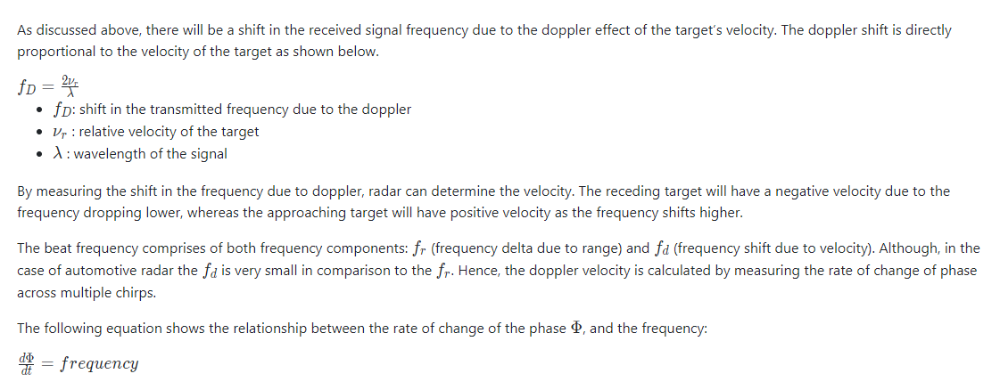 As discussed above, there will be a shift in the received signal frequency due to the doppler effect of the target's velocity. The doppler shift is directly
proportional to the velocity of the target as shown below.
f_D = \frac{2ν_r}{λ}
• f_D: shift in the transmitted frequency due to the doppler
• ν_r : relative velocity of the target
• λ : wavelength of the signal
By measuring the shift in the frequency due to doppler, radar can determine the velocity. The receding target will have a negative velocity due to the
frequency dropping lower, whereas the approaching target will have positive velocity as the frequency shifts higher.
The beat frequency comprises of both frequency components: f_r (frequency delta due to range) and f_d (frequency shift due to velocity). Although, in the
case of automotive radar the f_d is very small in comparison to the f_r. Hence, the doppler velocity is calculated by measuring the rate of change of phase
across multiple chirps.
The following equation shows the relationship between the rate of change of the phase Φ, and the frequency:
\frac{dΦ}{dt} = frequency